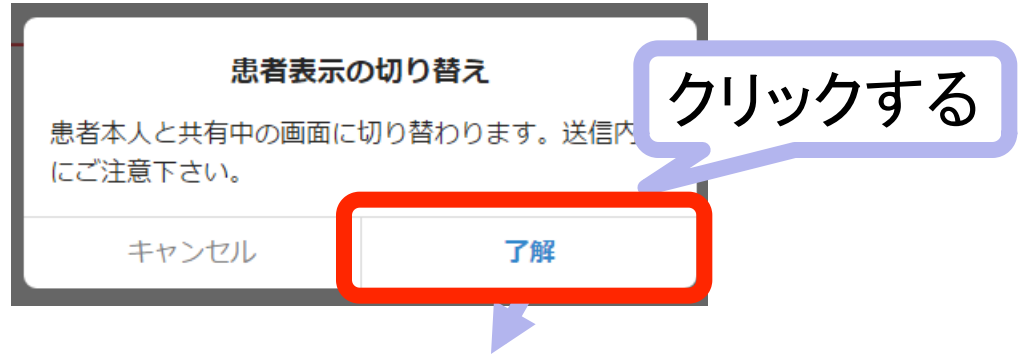 患者表示の切り替え
クリックする
患者本人と共有中の画面に切り替わります。送信内
にご注意下さい。
キャンセル
了解